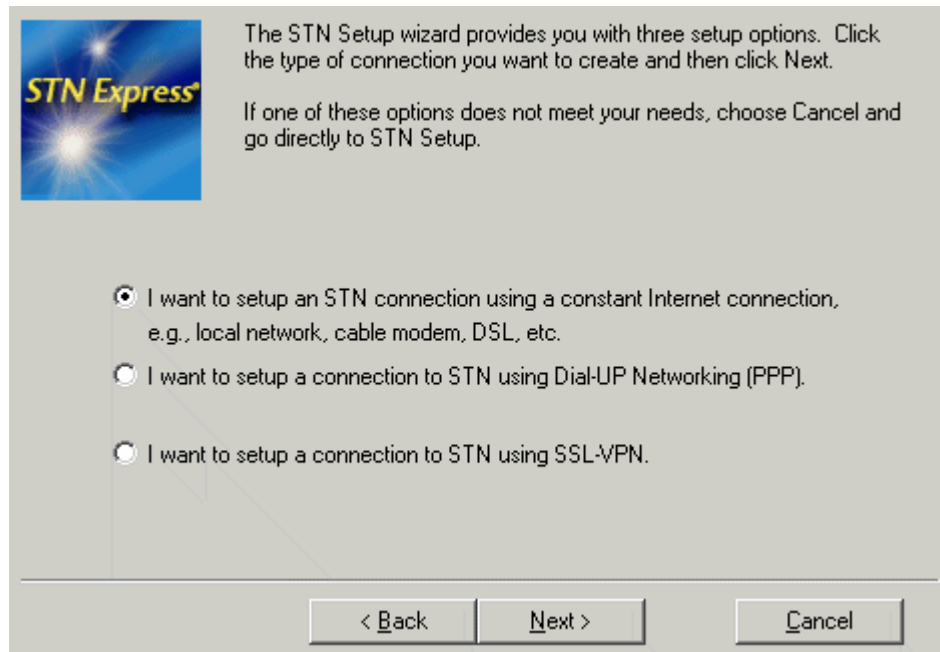 STN Express®
The STN Setup wizard provides you with three setup options. Click
the type of connection you want to create and then click Next.
If one of these options does not meet your needs, choose Cancel and
go directly to STN Setup.
I want to setup an STN connection using a constant Internet connection,
e.g., local network, cable modem, DSL, etc.
I want to setup a connection to STN using Dial-UP Networking (PPP).
I want to setup a connection to STN using SSL-VPN.
< Back
Next >
Cancel